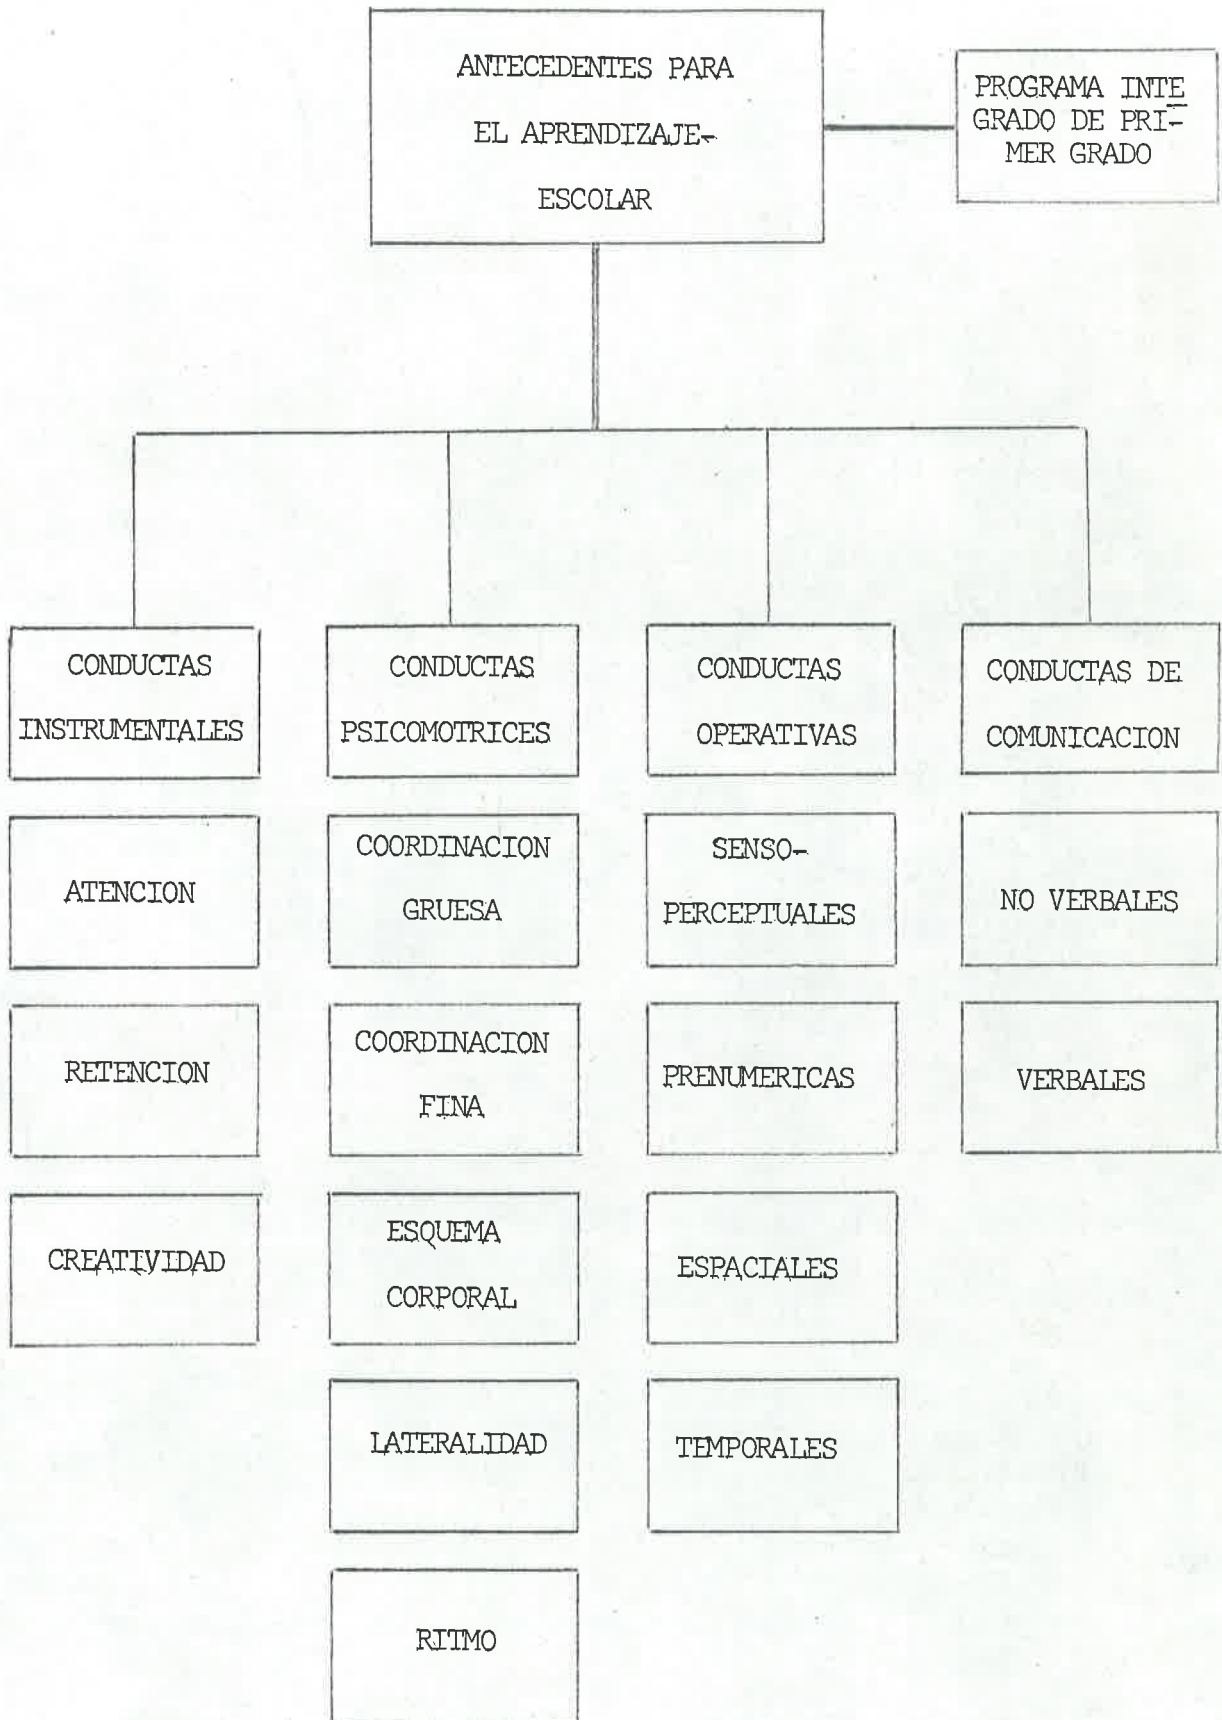 ANTECEDENTES PARA
EL APRENDIZAJE-
ESCOLAR
PROGRAMA INTE
GRADO DE PRI-
MER GRADO
CONDUCTAS
INSTRUMENTALES
CONDUCTAS
PSICOMOTRICES
CONDUCTAS
OPERATIVAS
CONDUCTAS DE
COMUNICACION
ATENCION
COORDINACION
GRUESA
SENSO-
PERCEPTUALES
NO VERBALES
RETENCION
COORDINACION
FINA
PRENUMERICAS
VERBALES
CREATIVIDAD
ESQUEMA
CORPORAL
ESPACIALES
LATERALIDAD
TEMPORALES
RITMO